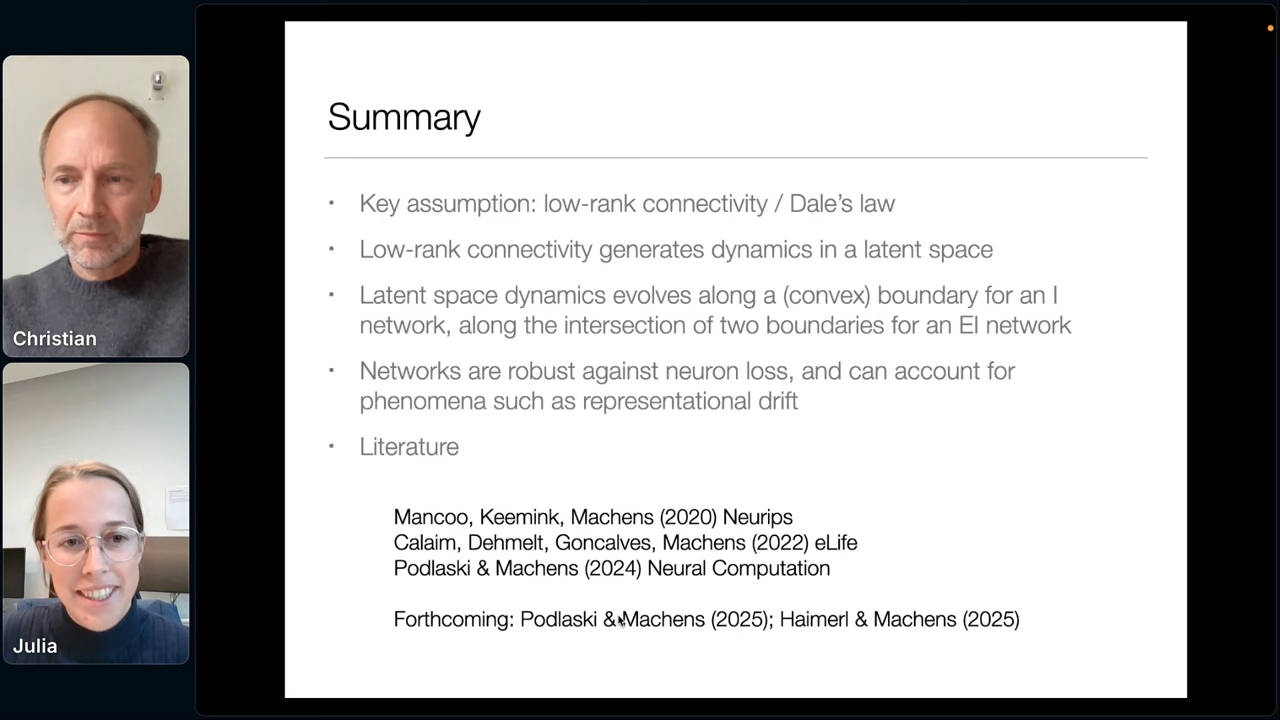 Summary
• Key assumption: low-rank connectivity / Dale's law
• Low-rank connectivity generates dynamics in a latent space
• Latent space dynamics evolves along a (convex) boundary for an I
network, along the intersection of two boundaries for an EI network
• Networks are robust against neuron loss, and can account for
phenomena such as representational drift
• Literature
Mancoo, Keemink, Machens (2020) Neurips
Calaim, Dehmelt, Goncalves, Machens (2022) eLife
Podlaski & Machens (2024) Neural Computation
Forthcoming: Podlaski & Machens (2025); Haimerl & Machens (2025)
Christian
Julia